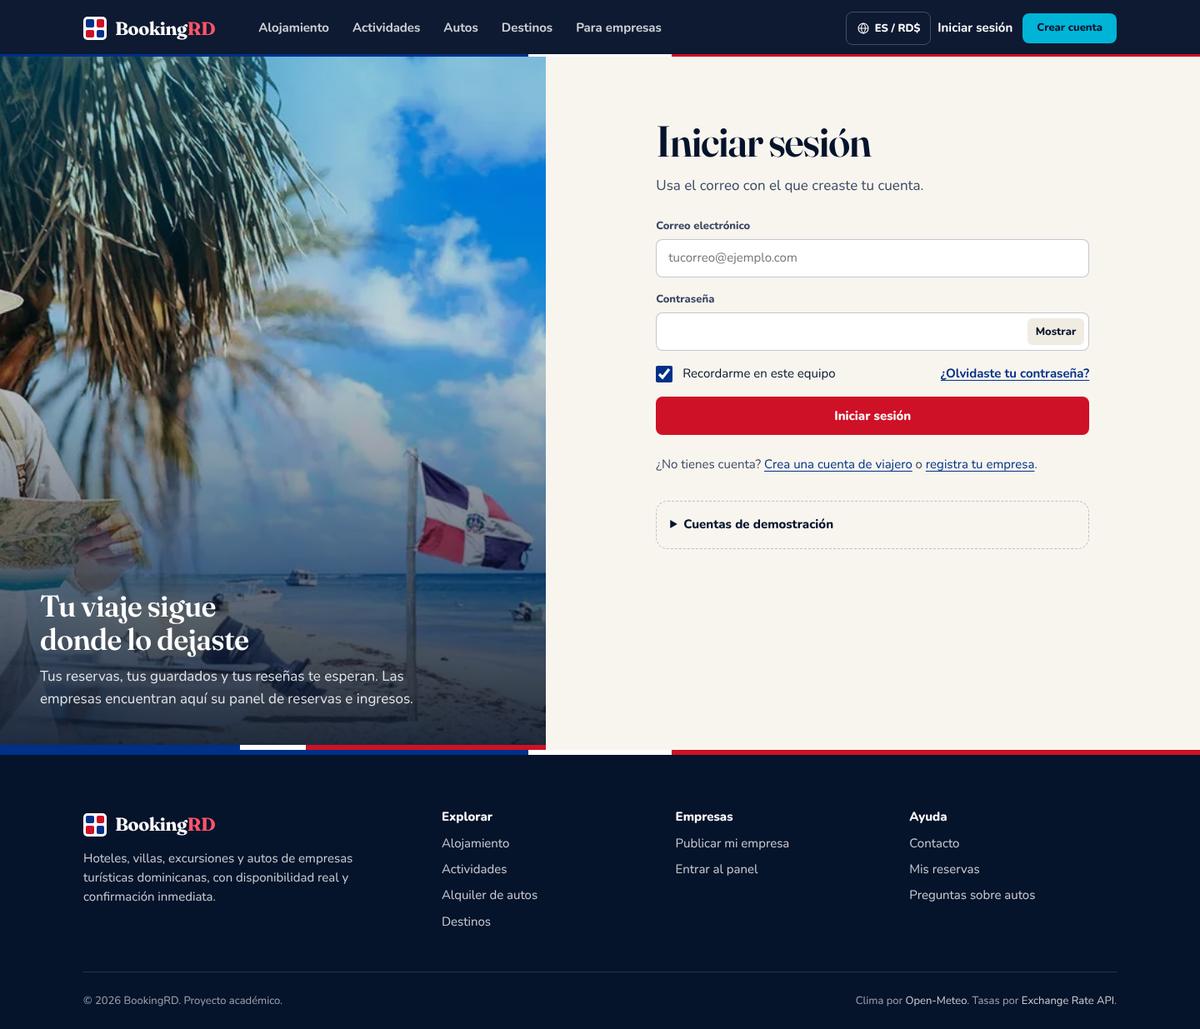 BookingRD
Alojamiento
Actividades
Autos
Destinos
Para empresas
ES / RD$
Iniciar sesión
Crear cuenta
Iniciar sesión
Usa el correo con el que creaste tu cuenta.
Correo electrónico
tucorreo@ejemplo.com
Contraseña
Mostrar
Recordarme en este equipo
¿Olvidaste tu contraseña?
Iniciar sesión
¿No tienes cuenta? Crea una cuenta de viajero o registra tu empresa.
Cuentas de demostración
Tu viaje sigue
donde lo dejaste
Tus reservas, tus guardados y tus reseñas te esperan. Las
empresas encuentran aquí su panel de reservas e ingresos.
BookingRD
Hoteles, villas, excursiones y autos de empresas
turísticas dominicanas, con disponibilidad real y
confirmación inmediata.
Explorar
Alojamiento
Actividades
Alquiler de autos
Destinos
Empresas
Publicar mi empresa
Entrar al panel
Ayuda
Contacto
Mis reservas
Preguntas sobre autos
© 2026 BookingRD. Proyecto académico.
Clima por Open-Meteo. Tasas por Exchange Rate API.